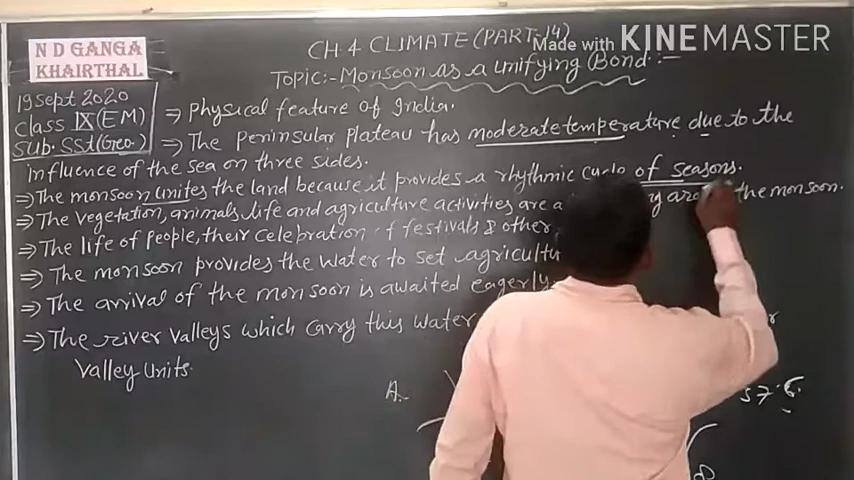 CH.4 CLIMATE (PART-14)
Made with KINEMASTER
N D GANGA
KHAIRTHAL
Topic:- Monsoon as a unifying Bond :-
19 Sept 2020
Class IX (EM)
Sub. SSt (Geo.)
⇒ Physical feature of India.
⇒ The Peninsular Plateau has moderate temperature due to the
Influence of the sea on three sides.
⇒ The monsoon unites the land because it provides a rhythmic cycle of seasons.
⇒ The vegetation, animals, life and agriculture activities are the monsoon.
⇒ The life of people, their celebration of festivals & other
⇒ The monsoon provides the water to set
⇒ The arrival of the monsoon is awaited eagerly
⇒ The river valleys which carry this water
valley units.
A.